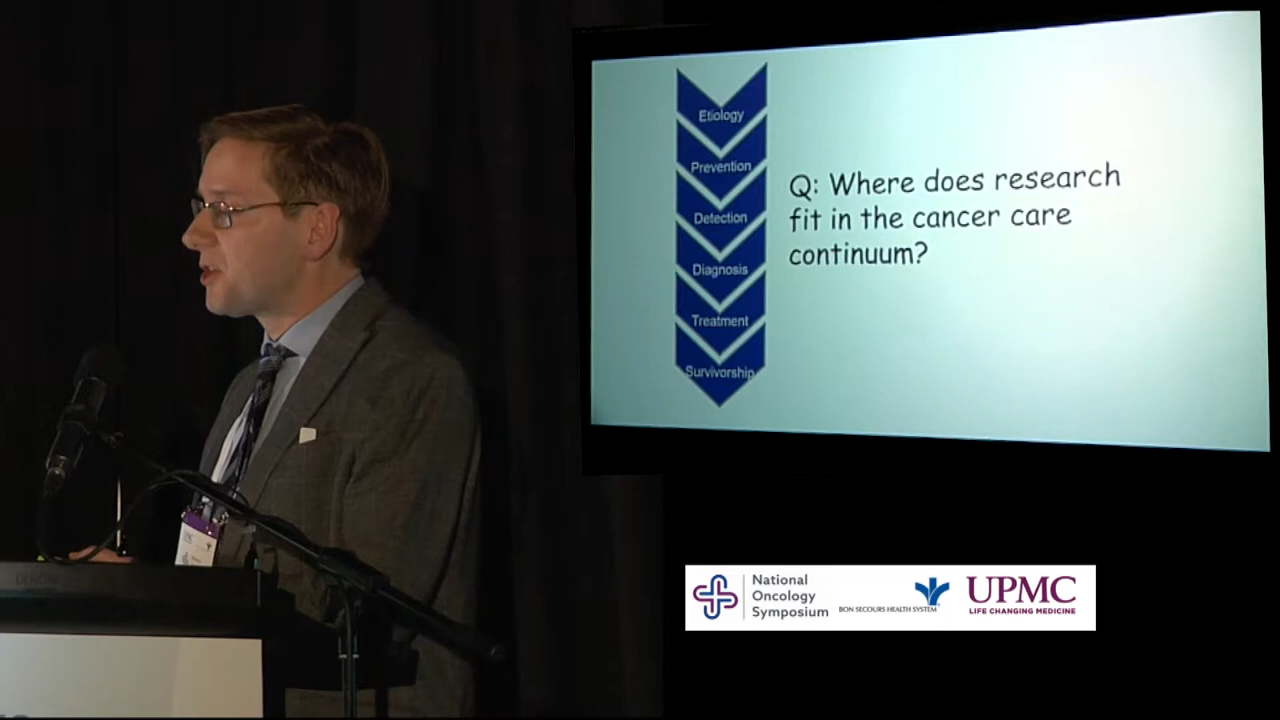 Etiology
Prevention
Detection
Diagnosis
Treatment
Survivorship
Q: Where does research
fit in the cancer care
continuum?
National
Oncology
Symposium
BON SECOURS HEALTH SYSTEM
UPMC
LIFE CHANGING MEDICINE